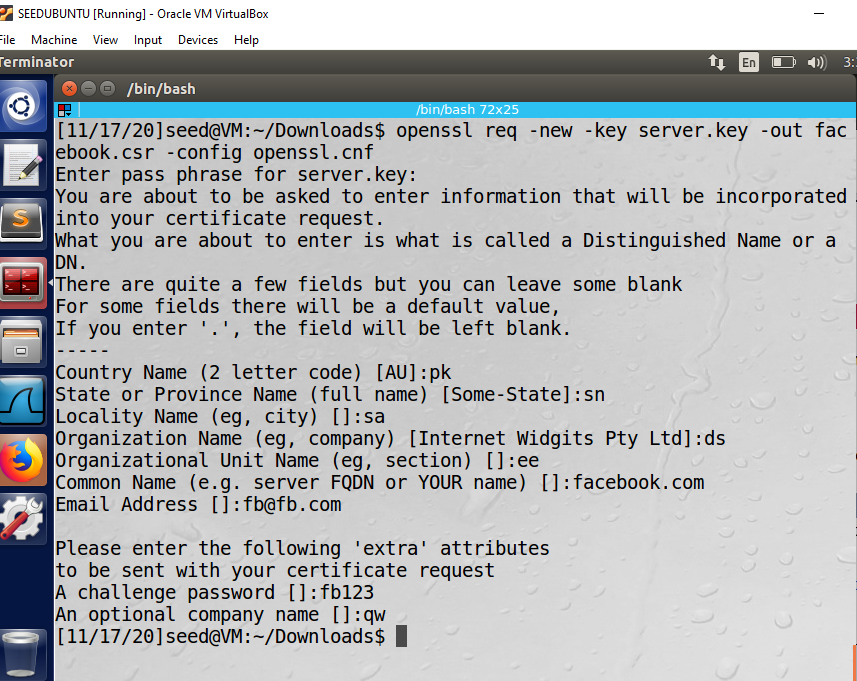 SEEDUBUNTU [Running] - Oracle VM VirtualBox
File Machine View Input Devices Help
Terminator En
/bin/bash
/bin/bash 72x25
[11/17/20]seed@VM:~/Downloads$ openssl req -new -key server.key -out fac
ebook.csr -config openssl.cnf
Enter pass phrase for server.key:
You are about to be asked to enter information that will be incorporated
into your certificate request.
What you are about to enter is what is called a Distinguished Name or a
DN.
There are quite a few fields but you can leave some blank
For some fields there will be a default value,
If you enter '.', the field will be left blank.
-----
Country Name (2 letter code) [AU]:pk
State or Province Name (full name) [Some-State]:sn
Locality Name (eg, city) []:sa
Organization Name (eg, company) [Internet Widgits Pty Ltd]:ds
Organizational Unit Name (eg, section) []:ee
Common Name (e.g. server FQDN or YOUR name) []:facebook.com
Email Address []:fb@fb.com
Please enter the following 'extra' attributes
to be sent with your certificate request
A challenge password []:fb123
An optional company name []:qw
[11/17/20]seed@VM:~/Downloads$